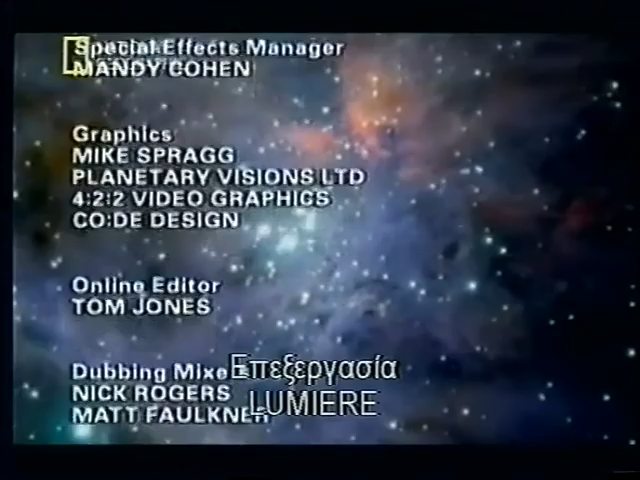 Special Effects Manager
MANDY COHEN
Graphics
MIKE SPRAGG
PLANETARY VISIONS LTD
4:2:2 VIDEO GRAPHICS
CO:DE DESIGN
Online Editor
TOM JONES
Dubbing
NICK ROGERS
MATT FAULKNER
Επεξεργασία
LUMIERE